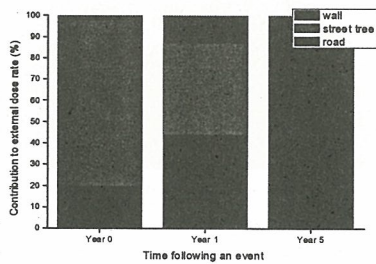 wall
street tree
road
Contribution to external dose rate (%)
100
90
80
70
60
50
40
30
20
10
0
Year 0
Year 1
Year 5
Time following an event